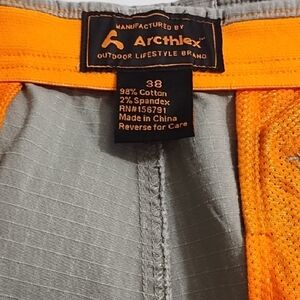 MANUFACTURED BY
Arcthlex
OUTDOOR LIFESTYLE BRAND
38
98% Cotton
2% Spandex
RN#156791
Made in China
Reverse for Care